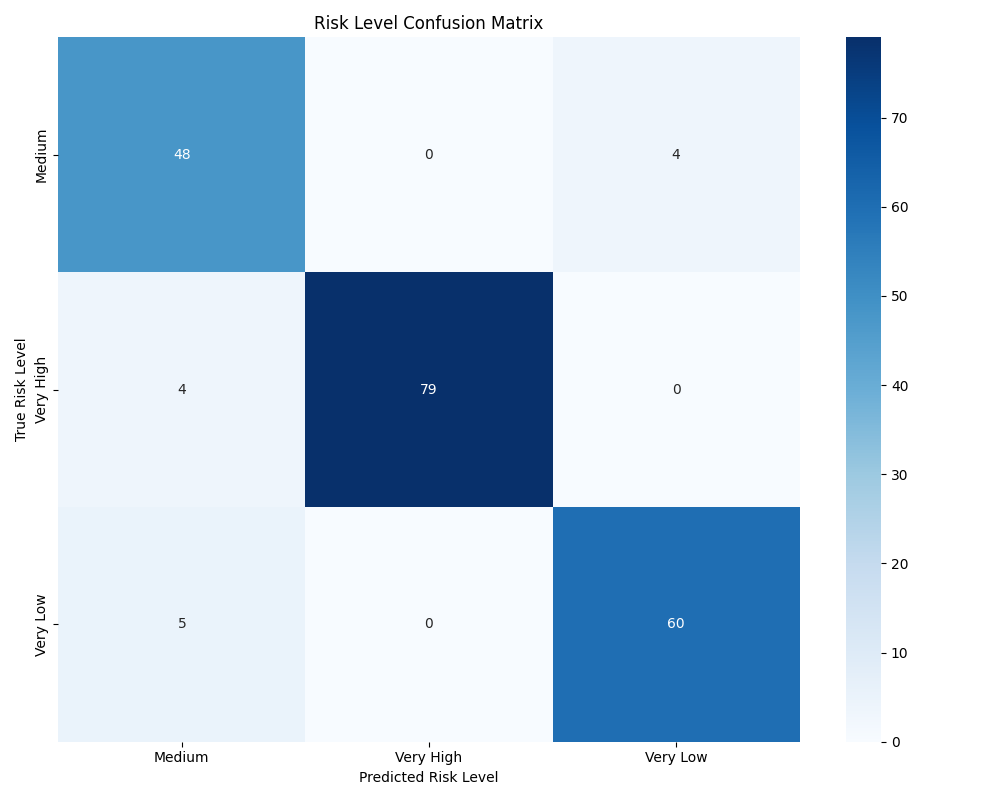 Risk Level Confusion Matrix
True Risk Level
Medium
48
0
4
Very High
4
79
0
Very Low
5
0
60
Medium
Very High
Very Low
Predicted Risk Level
70
60
50
40
30
20
10
0